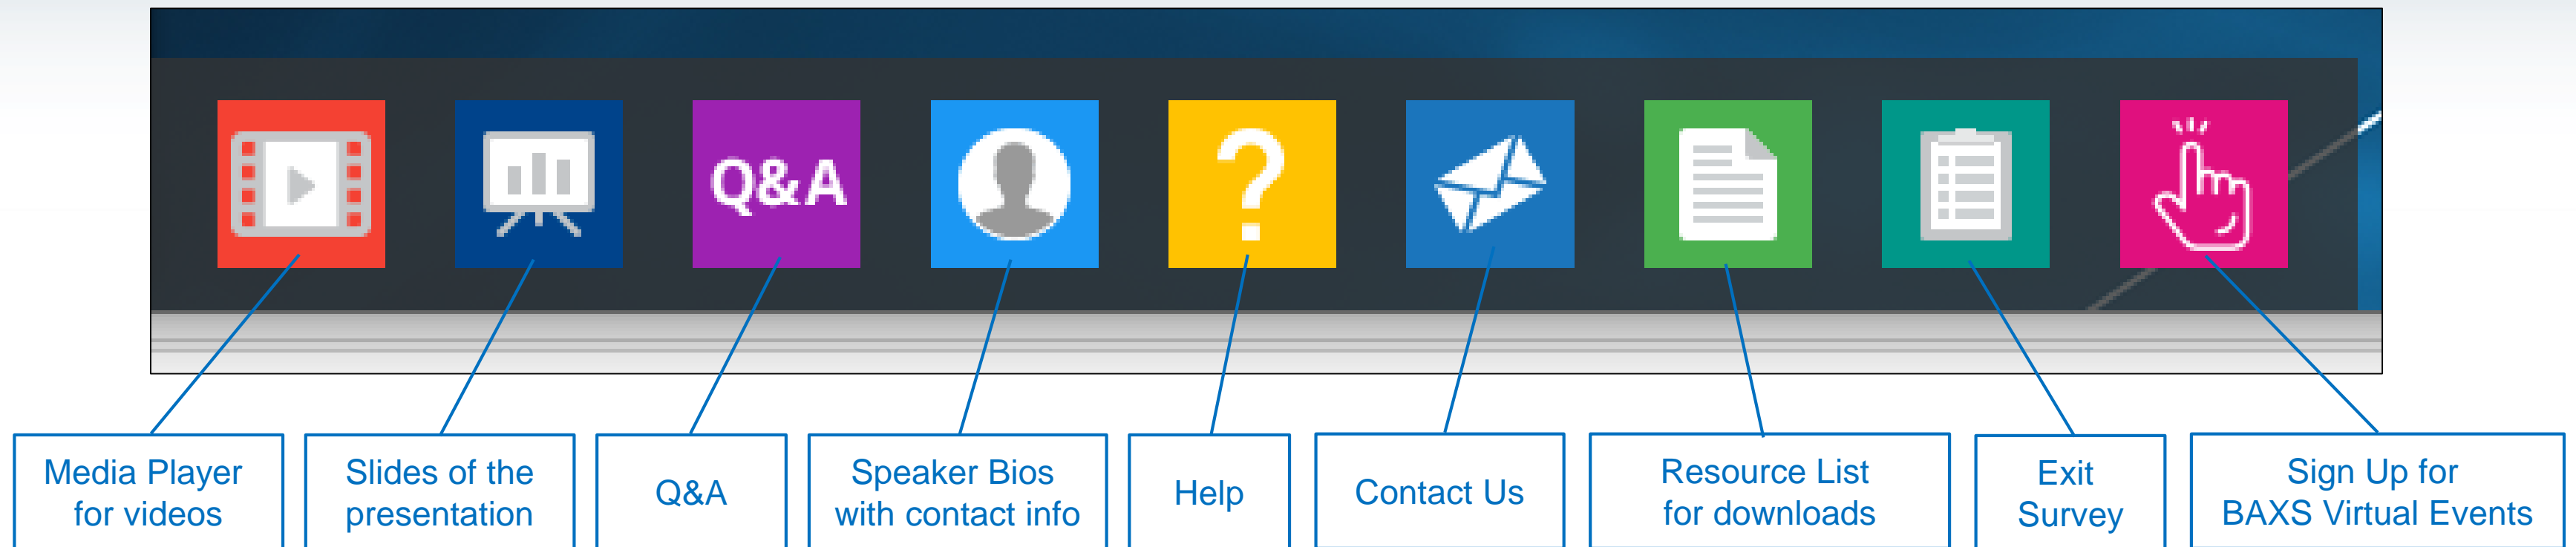 Q&A
Media Player
for videos
Slides of the
presentation
Q&A
Speaker Bios
with contact info
Help
Contact Us
Resource List
for downloads
Exit
Survey
Sign Up for
BAXS Virtual Events